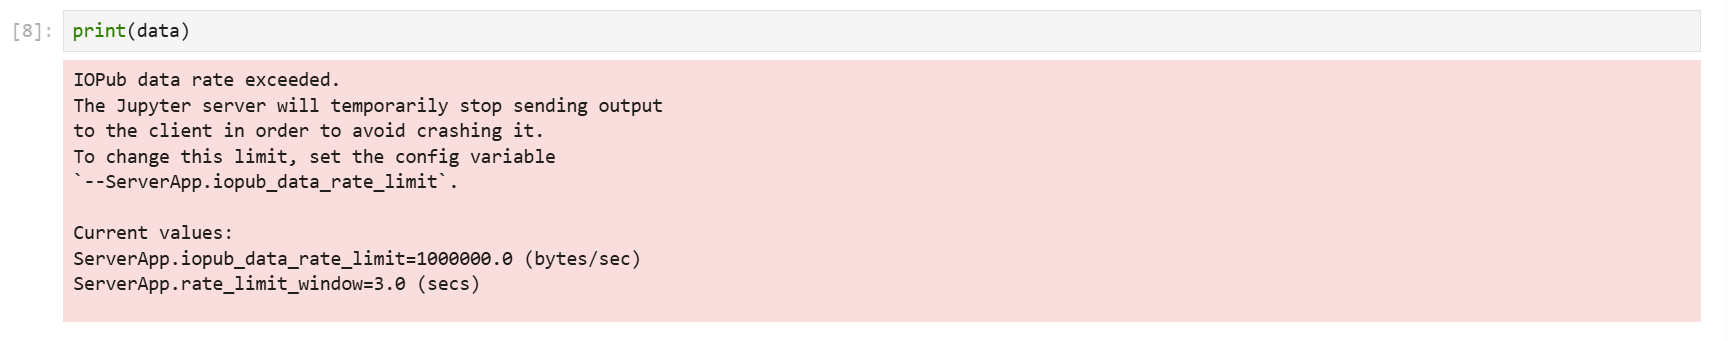 [8]: print(data)
IOPub data rate exceeded.
The Jupyter server will temporarily stop sending output
to the client in order to avoid crashing it.
To change this limit, set the config variable
`--ServerApp.iopub_data_rate_limit`.

Current values:
ServerApp.iopub_data_rate_limit=1000000.0 (bytes/sec)
ServerApp.rate_limit_window=3.0 (secs)